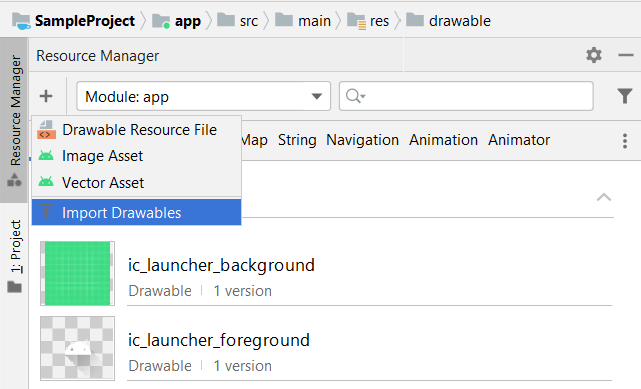 SampleProject app src main res drawable
Resource Manager
Module: app
Drawable Resource File
Image Asset
Vector Asset
Import Drawables
Map String Navigation Animation Animator
ic_launcher_background
Drawable 1 version
ic_launcher_foreground
Drawable 1 version
Resource Manager
1: Project